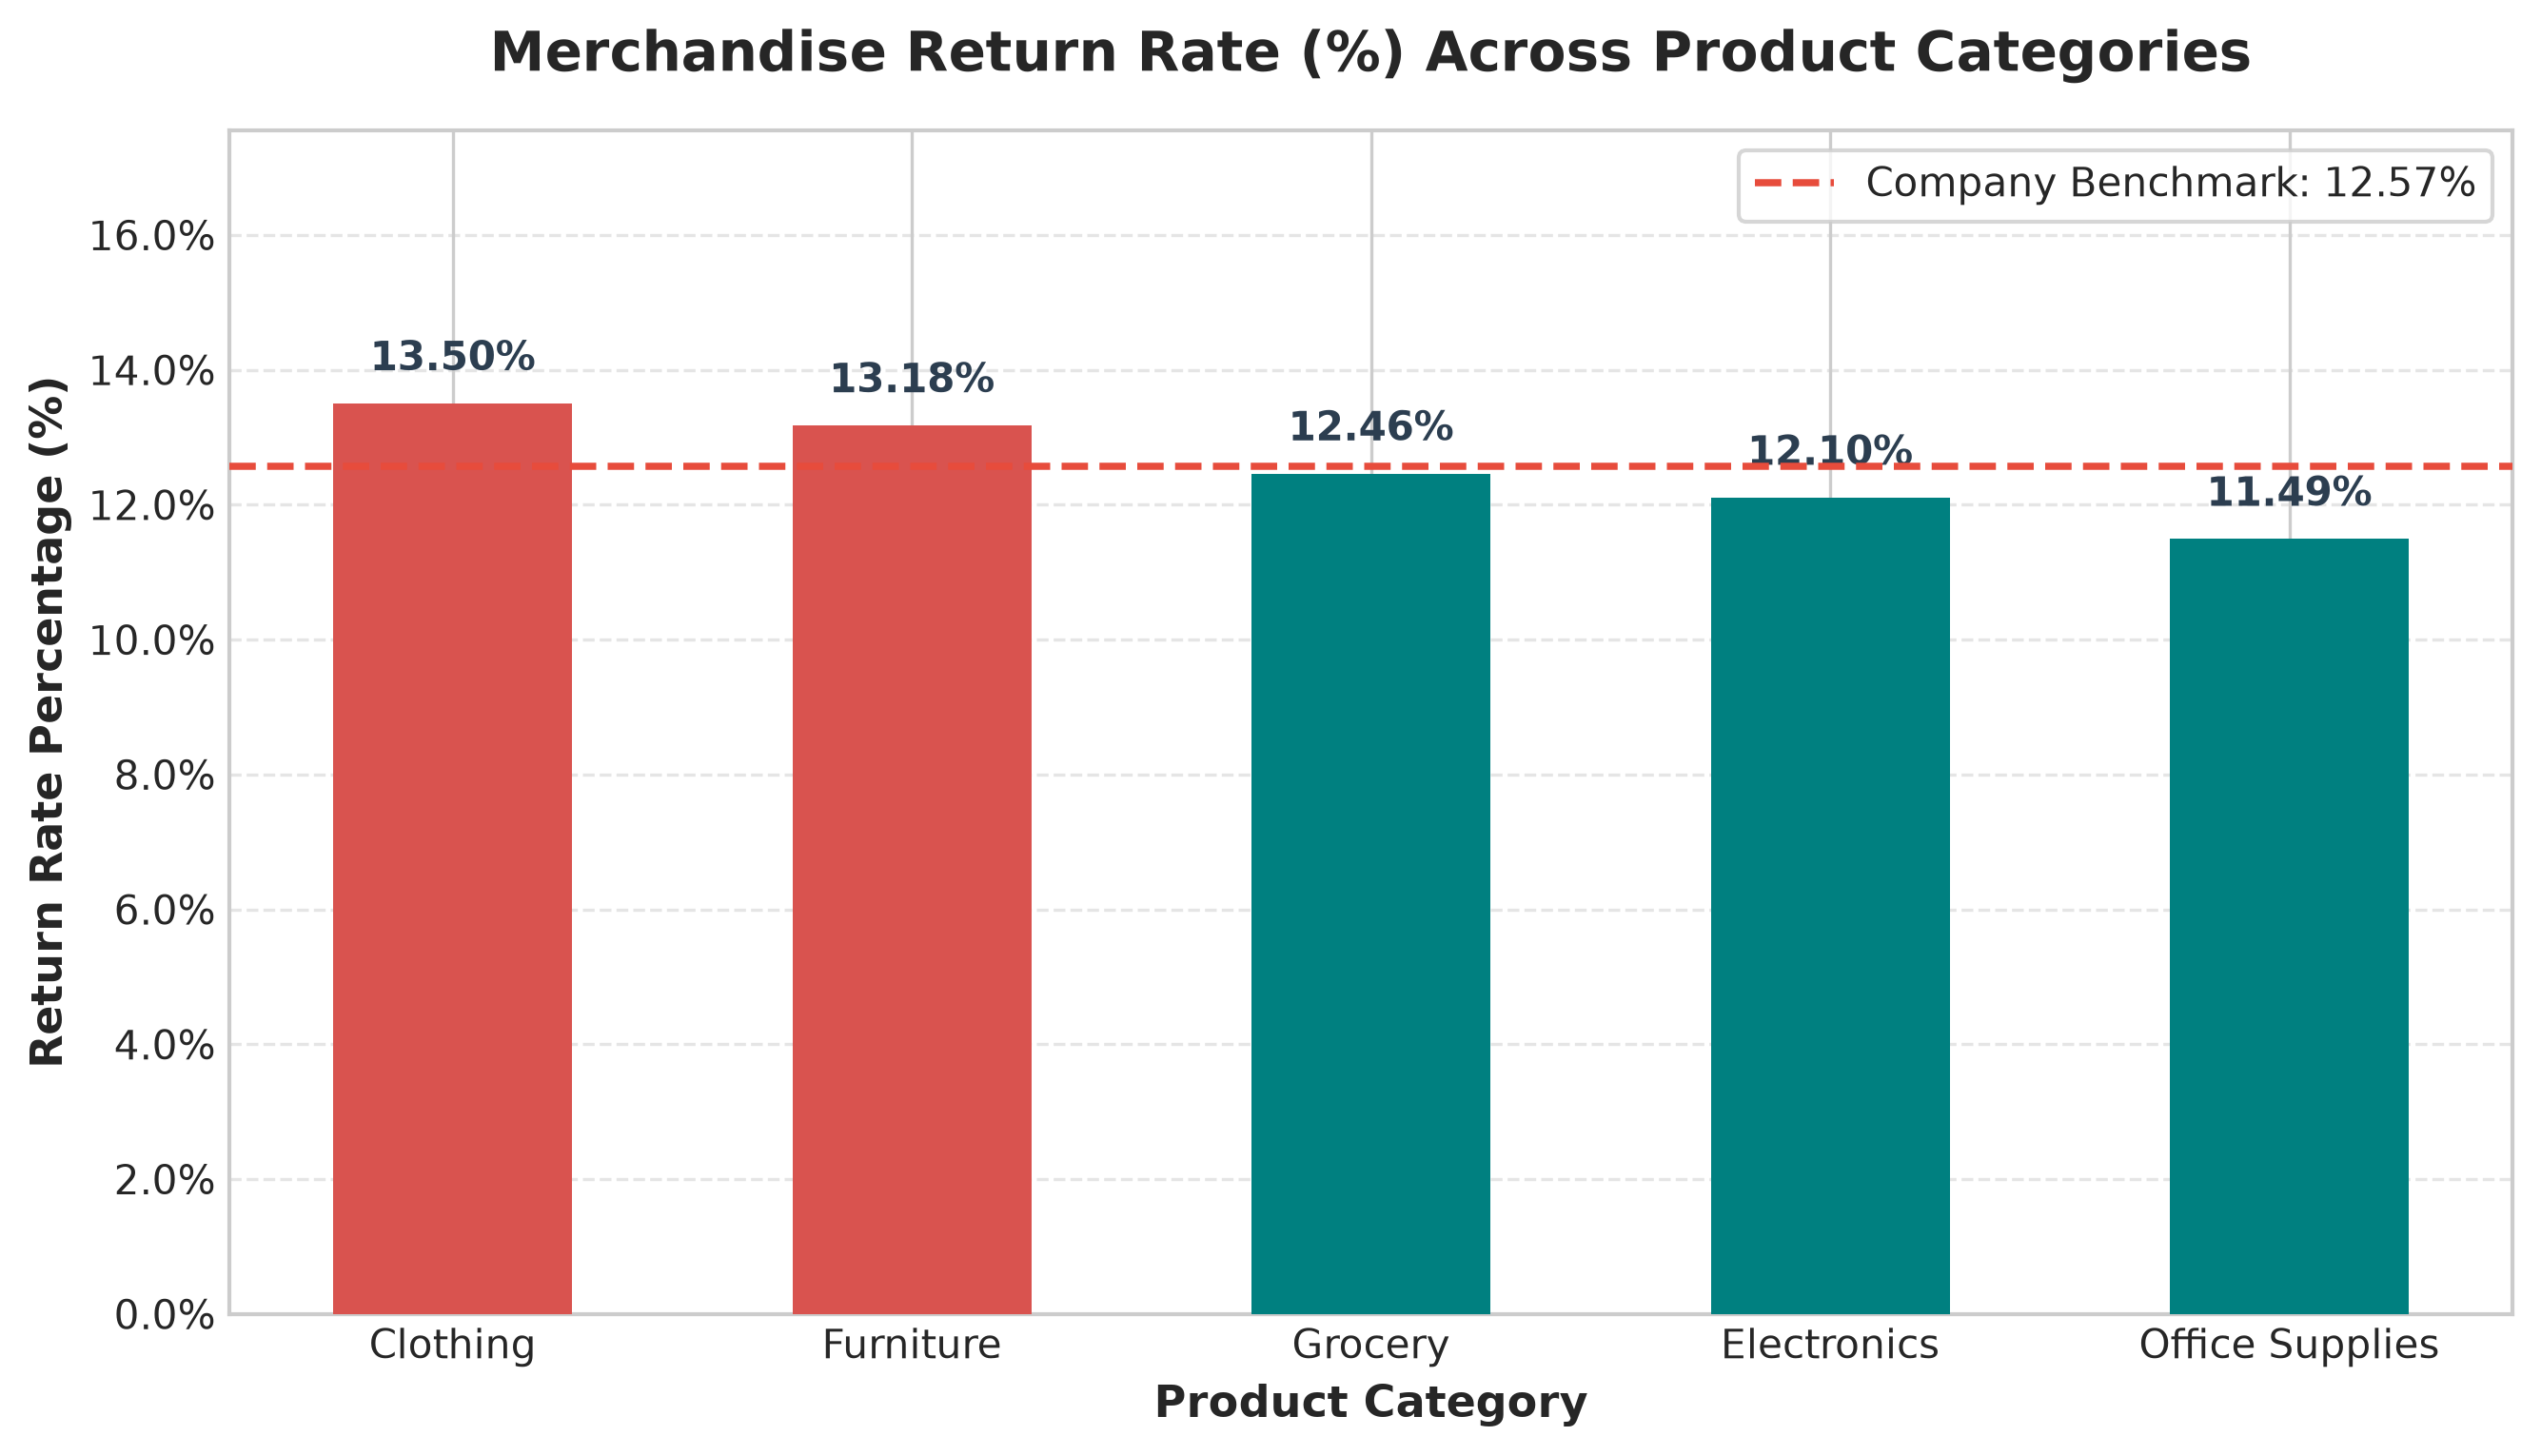 Merchandise Return Rate (%) Across Product Categories
Company Benchmark: 12.57%
Return Rate Percentage (%)
16.0%
14.0%
12.0%
10.0%
8.0%
6.0%
4.0%
2.0%
0.0%
13.50%
13.18%
12.46%
12.10%
11.49%
Clothing
Furniture
Grocery
Electronics
Office Supplies
Product Category